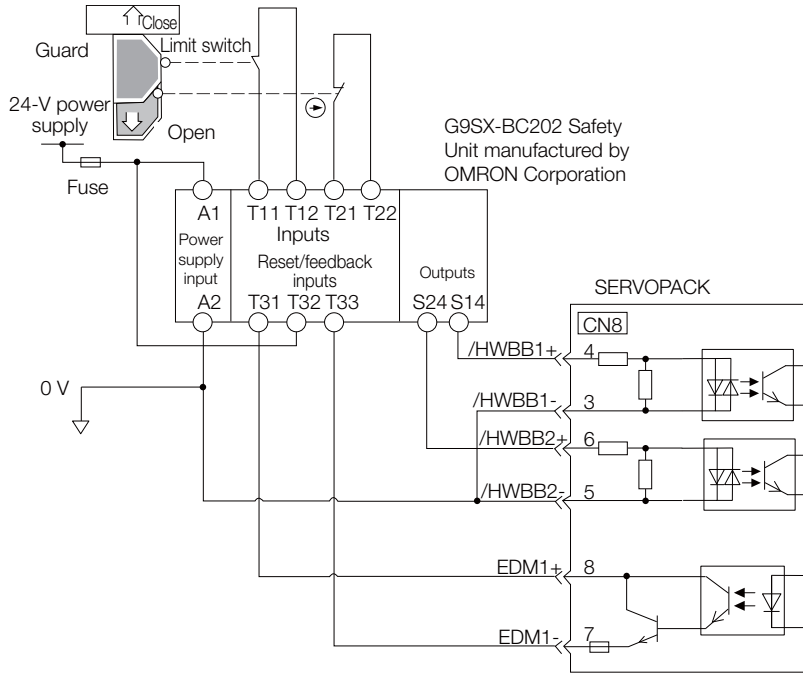 Close
Guard
Limit switch
24-V power
supply
Open
Fuse
G9SX-BC202 Safety
Unit manufactured by
OMRON Corporation
A1
T11 T12 T21 T22
Power
supply
input
Inputs
Reset/feedback
inputs
Outputs
A2
T31 T32 T33
S24 S14
SERVOPACK
CN8
/HWBB1+ 4
0 V
/HWBB1- 3
/HWBB2+ 6
/HWBB2- 5
EDM1+ 8
EDM1- 7